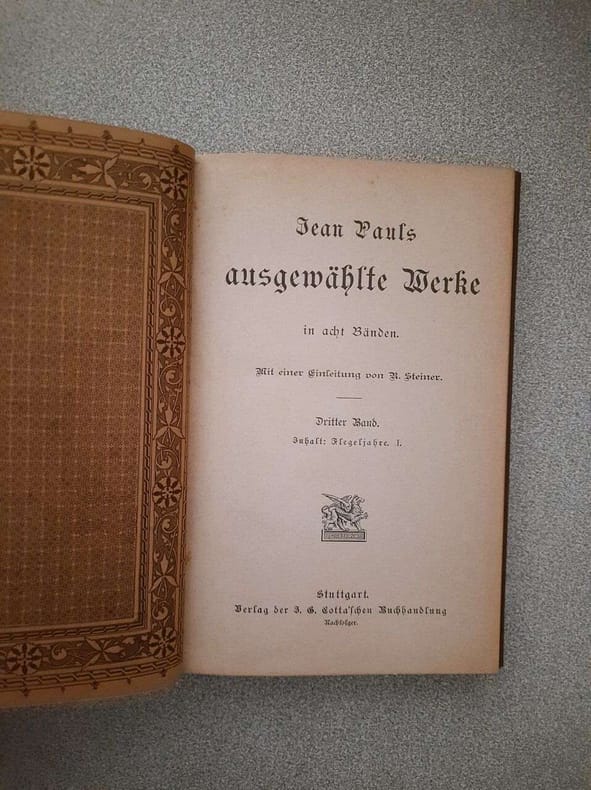 Jean Pauls
ausgewählte Werke
in acht Bänden.
Mit einer Einleitung von R. Steiner.
Dritter Band.
Inhalt: Flegeljahre. I.
Stuttgart.
Verlag der J. G. Cotta'schen Buchhandlung
Nachfolger.